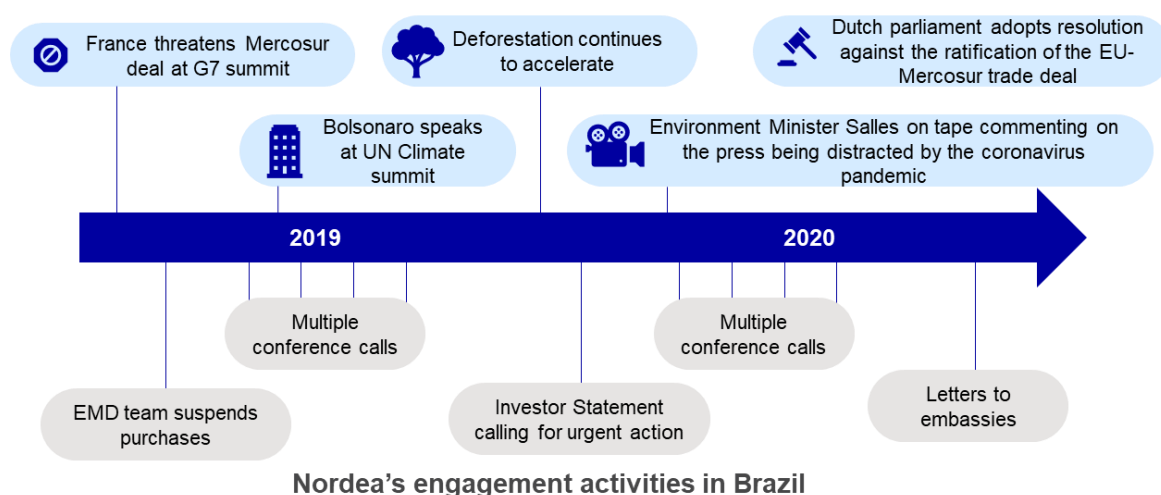 France threatens Mercosur
deal at G7 summit
Deforestation continues
to accelerate
Dutch parliament adopts resolution
against the ratification of the EU-
Mercosur trade deal
Bolsonaro speaks
at UN Climate
summit
Environment Minister Salles on tape commenting on
the press being distracted by the coronavirus
pandemic
2019
2020
Multiple
conference calls
Multiple
conference calls
EMD team suspends
purchases
Investor Statement
calling for urgent action
Letters to
embassies
Nordea’s engagement activities in Brazil